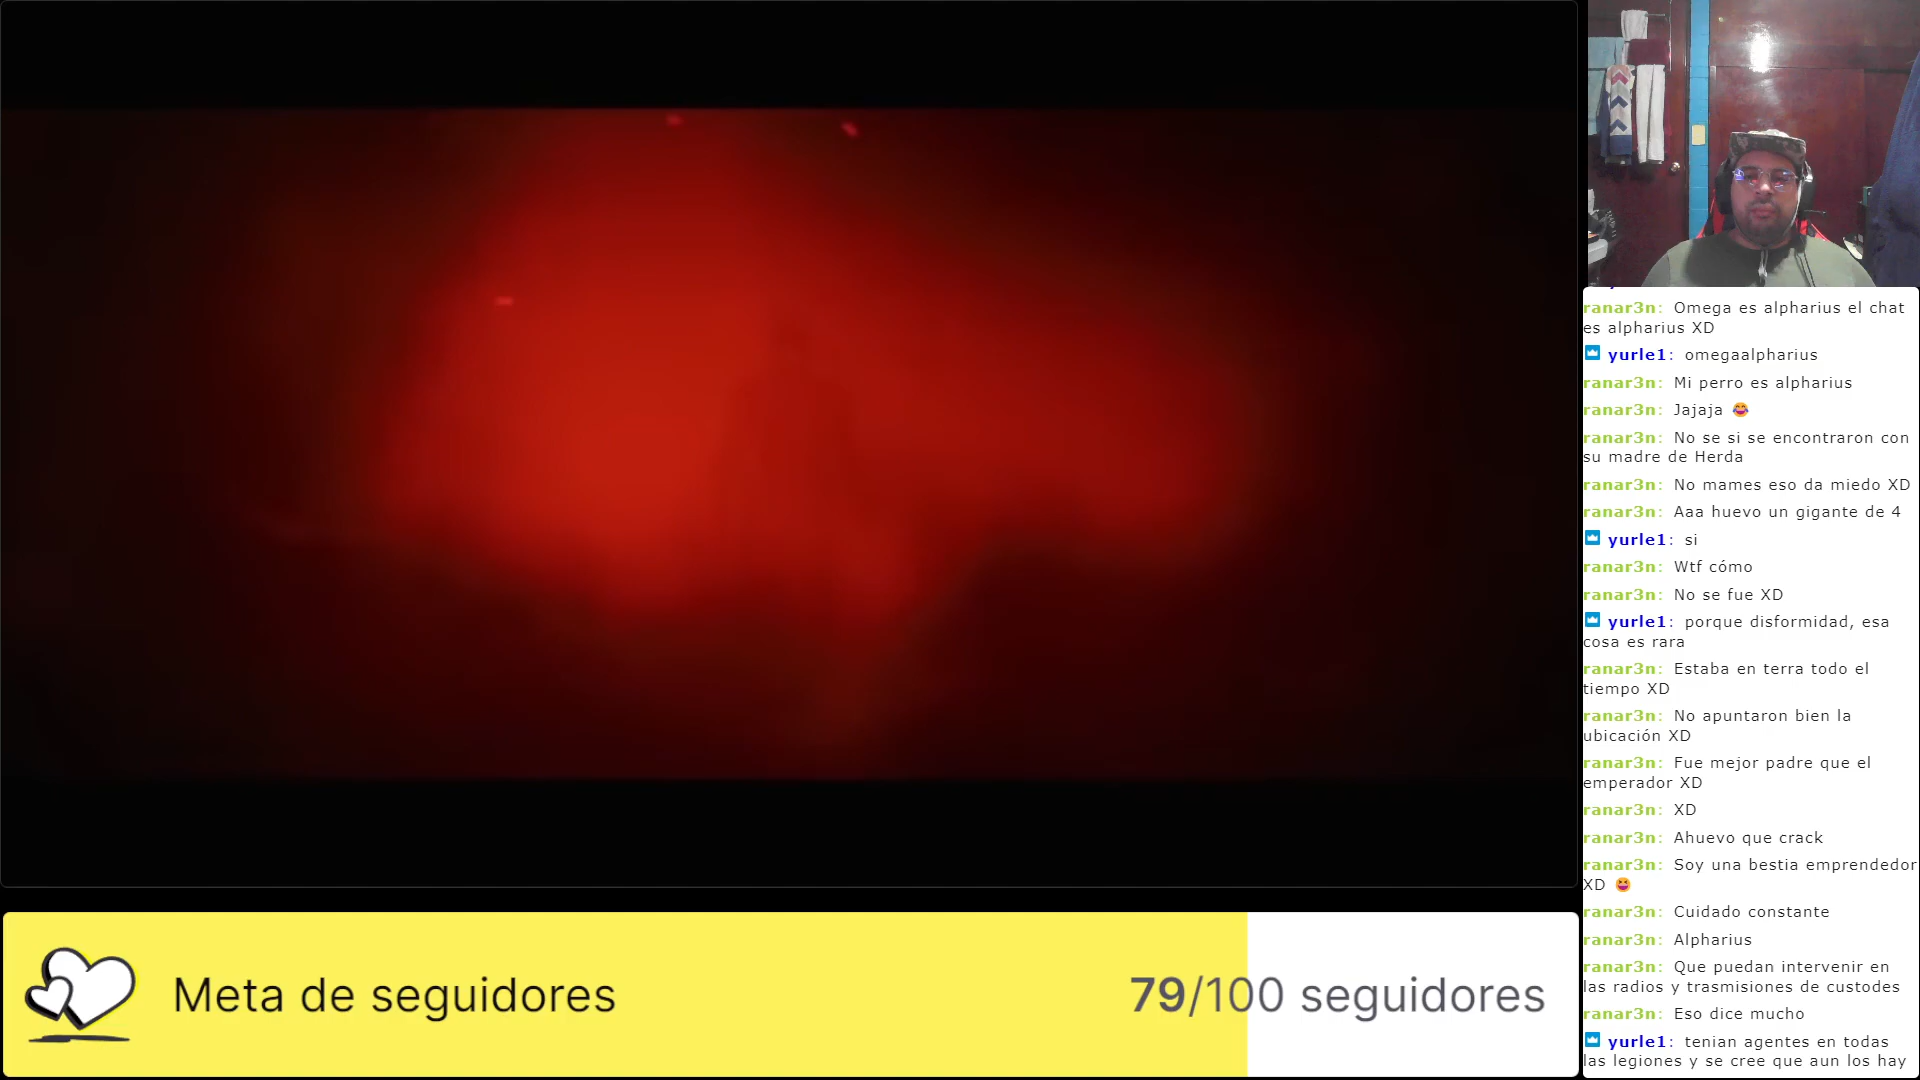 ranar3n: Omega es alpharius el chat
es alpharius XD
yurle1: omegaalpharius
ranar3n: Mi perro es alpharius
ranar3n: Jajaja 😂
ranar3n: No se si se encontraron con
su madre de Herda
ranar3n: No mames eso da miedo XD
ranar3n: Aaa huevo un gigante de 4
yurle1: si
ranar3n: Wtf cómo
ranar3n: No se fue XD
yurle1: porque disformidad, esa
cosa es rara
ranar3n: Estaba en terra todo el
tiempo XD
ranar3n: No apuntaron bien la
ubicación XD
ranar3n: Fue mejor padre que el
emperador XD
ranar3n: XD
ranar3n: Ahuevo que crack
ranar3n: Soy una bestia emprendedor
XD 😆
ranar3n: Cuidado constante
ranar3n: Alpharius
ranar3n: Que puedan intervenir en
las radios y trasmisiones de custodes
ranar3n: Eso dice mucho
yurle1: tenian agentes en todas
las legiones y se cree que aun los hay
Meta de seguidores
79/100 seguidores